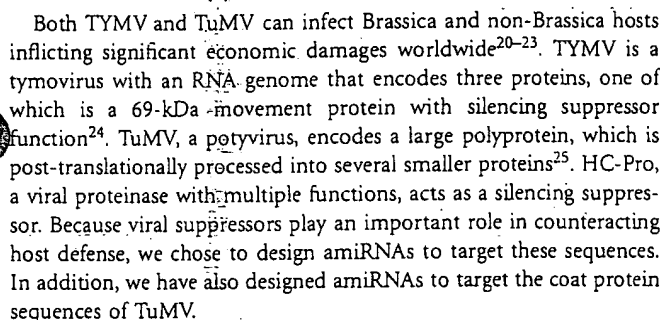 Both TYMV and TuMV can infect Brassica and non-Brassica hosts
inflicting significant economic damages worldwide20–23. TYMV is a
tymovirus with an RNA genome that encodes three proteins, one of
which is a 69-kDa movement protein with silencing suppressor
function24. TuMV, a potyvirus, encodes a large polyprotein, which is
post-translationally processed into several smaller proteins25. HC-Pro,
a viral proteinase with multiple functions, acts as a silencing suppres-
sor. Because viral suppressors play an important role in counteracting
host defense, we chose to design amiRNAs to target these sequences.
In addition, we have also designed amiRNAs to target the coat protein
sequences of TuMV.